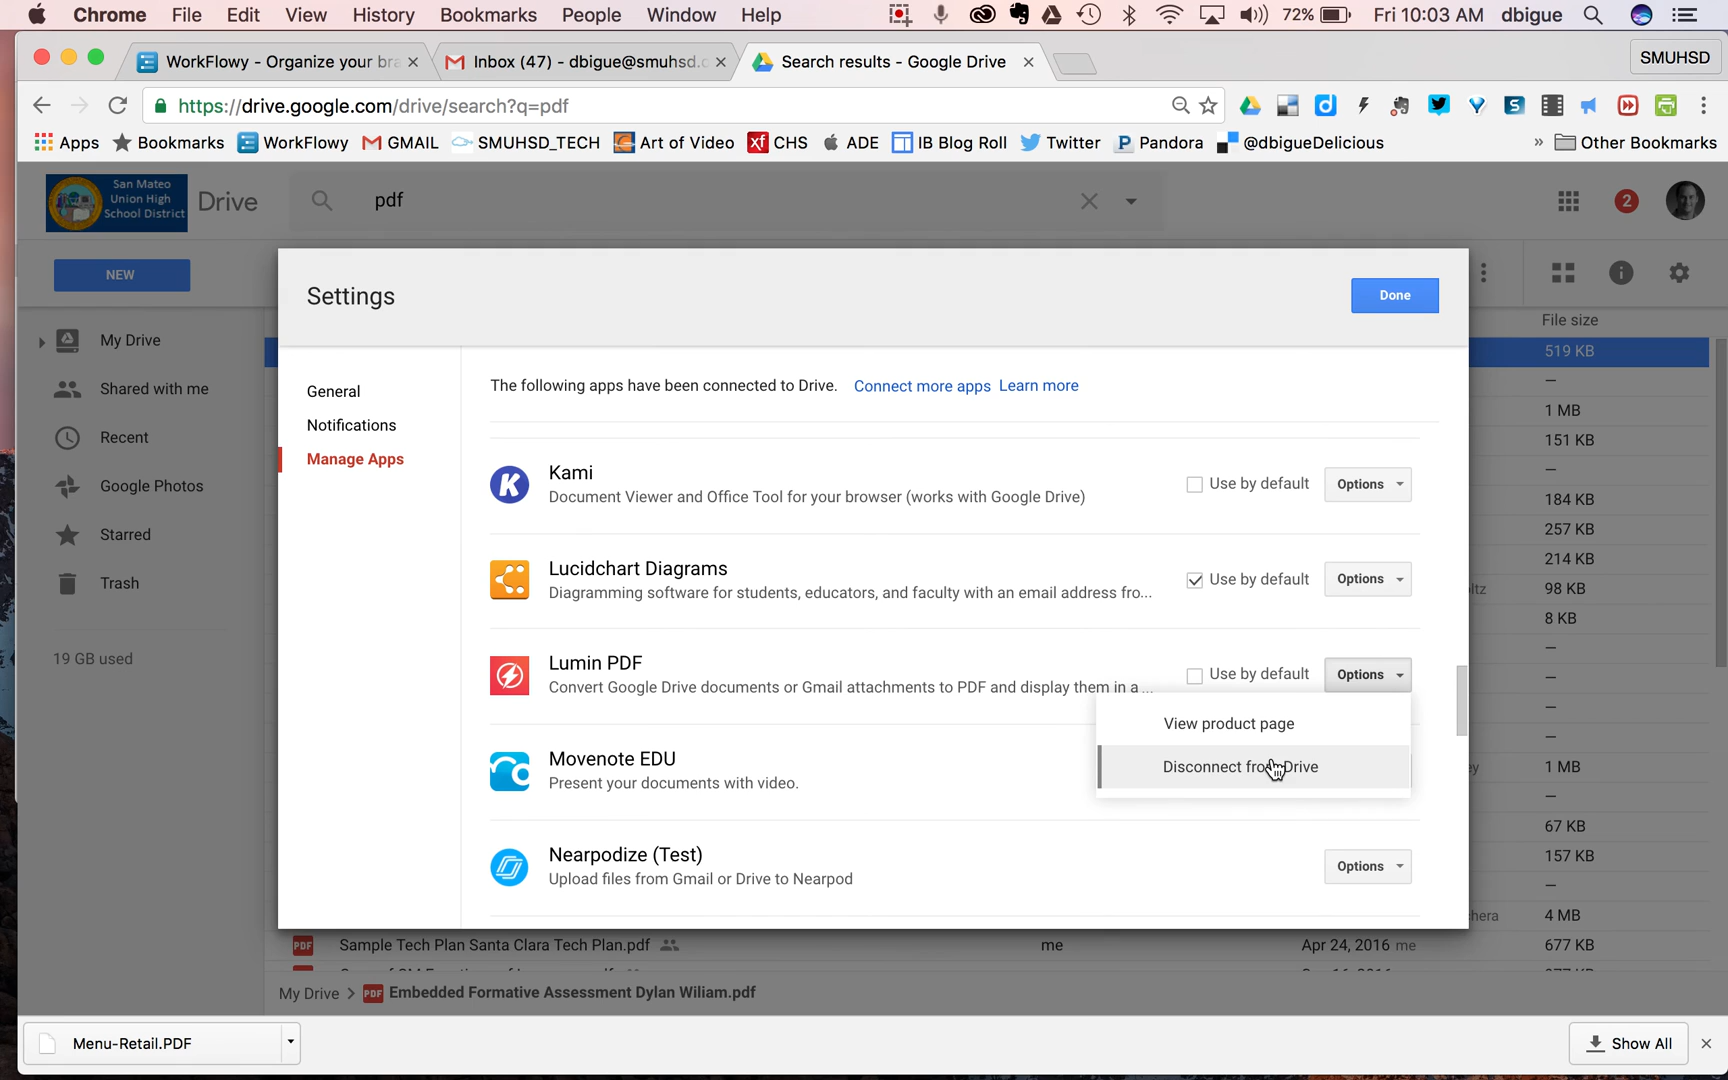 Chrome File Edit View History Bookmarks People Window Help 72% Fri 10:03 AM dbigue
WorkFlowy - Organize your bra Inbox (47) - dbigue@smuhsd.c Search results - Google Drive SMUHSD
https://drive.google.com/drive/search?q=pdf
Apps Bookmarks WorkFlowy GMAIL SMUHSD_TECH Art of Video CHS ADE IB Blog Roll Twitter Pandora @dbigueDelicious » Other Bookmarks
San Mateo
Union High
School District
Drive pdf 2
NEW
Settings Done
File size
My Drive 519 KB
Shared with me
General The following apps have been connected to Drive. Connect more apps Learn more
1 MB
Notifications
Recent 151 KB
Manage Apps
Kami
Document Viewer and Office Tool for your browser (works with Google Drive) Use by default Options
Google Photos 184 KB
Starred 257 KB
214 KB
Lucidchart Diagrams
Diagramming software for students, educators, and faculty with an email address fro... Use by default Options
Trash ltz 98 KB
8 KB
19 GB used
Lumin PDF
Convert Google Drive documents or Gmail attachments to PDF and display them in a ... Use by default Options
View product page
Disconnect from Drive
Movenote EDU
Present your documents with video.
ey 1 MB
67 KB
Nearpodize (Test)
Upload files from Gmail or Drive to Nearpod Options
157 KB
hera 4 MB
PDF Sample Tech Plan Santa Clara Tech Plan.pdf me Apr 24, 2016 me 677 KB
My Drive > PDF Embedded Formative Assessment Dylan Wiliam.pdf
Menu-Retail.PDF Show All